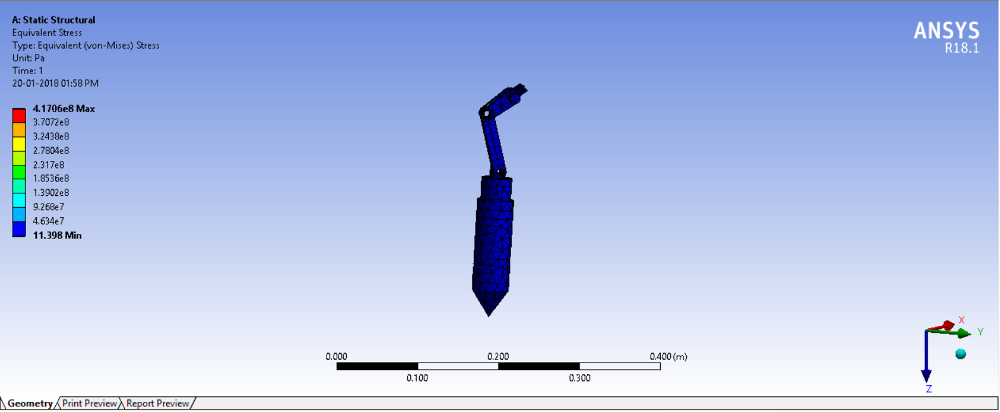 A: Static Structural
Equivalent Stress
Type: Equivalent (von-Mises) Stress
Unit: Pa
Time: 1
20-01-2018 01:58 PM
ANSYS
R18.1
4.1706e8 Max
3.7072e8
3.2438e8
2.7804e8
2.317e8
1.8536e8
1.3902e8
9.268e7
4.634e7
11.398 Min
0.000 0.200 0.400 (m)
0.100 0.300
X
Y
Z
Geometry Print Preview Report Preview